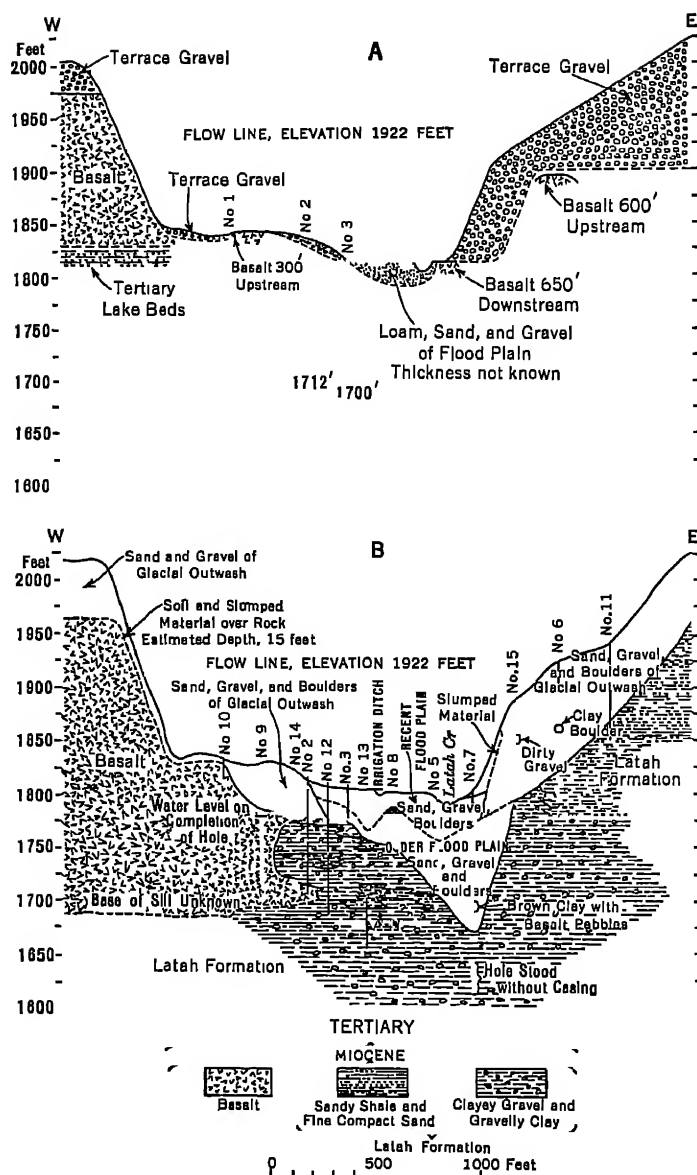 W
E
Feet
A
Terrace Gravel
Terrace Gravel
2000
1950
FLOW LINE, ELEVATION 1922 FEET
1900
Basalt
Terrace Gravel
No 1
No 2
No 3
Basalt 600'
Upstream
1850
Basalt 300'
Upstream
1800
Tertiary
Lake Beds
Basalt 650'
Downstream
Loam, Sand, and Gravel
of Flood Plain
Thickness not known
1750
1712'
1700'
1700
1650
1600
W
E
Feet
B
Sand and Gravel of
Glacial Outwash
2000
Soil and Slumped
Material over Rock
Estimated Depth, 15 feet
1950
FLOW LINE, ELEVATION 1922 FEET
No.15
No 6
No.11
Sand, Gravel,
and Boulders of
Glacial Outwash
1900
Sand, Gravel, and Boulders
of Glacial Outwash
No 10
No 9
No 14
No 2
No 12
No.3
No 13
IRRIGATION DITCH
No 8
RECENT
FLOOD PLAIN
No 5
Latah Cr
No.7
Slumped
Material
Clay
Boulder
Dirty
Gravel
1850
Latah
Formation
Basalt
1800
Water Level on
Completion
of Hole
Sand, Gravel,
Boulders
1750
OLDER FLOOD PLAIN
Sand, Gravel
and
Boulders
1700
Base of Sill Unknown
Brown Clay with
Basalt Pebbles
1650
Latah Formation
Hole Stood
without Casing
1600
TERTIARY
MIOCENE
Basalt
Sandy Shale and
Fine Compact Sand
Clayey Gravel and
Gravelly Clay
Latah Formation
0 500 1000 Feet